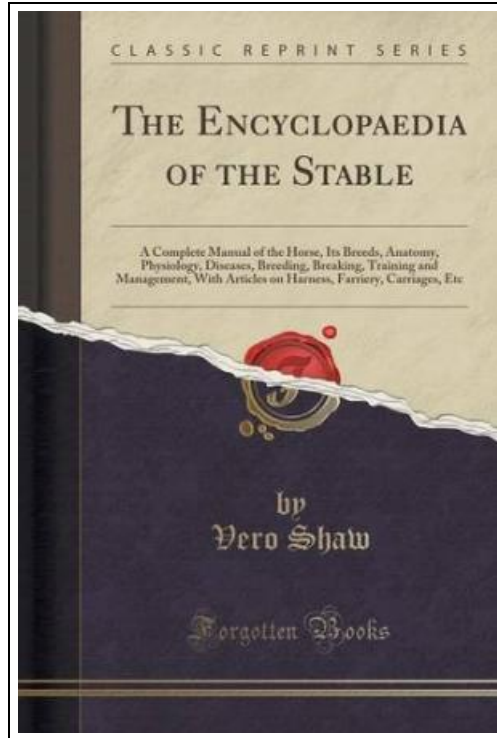 CLASSIC REPRINT SERIES
THE ENCYCLOPAEDIA
OF THE STABLE
A Complete Manual of the Horse, Its Breeds, Anatomy,
Physiology, Diseases, Breeding, Breaking, Training and
Management, With Articles on Harness, Farriery, Carriages, Etc
by
Vero Shaw
Forgotten Books